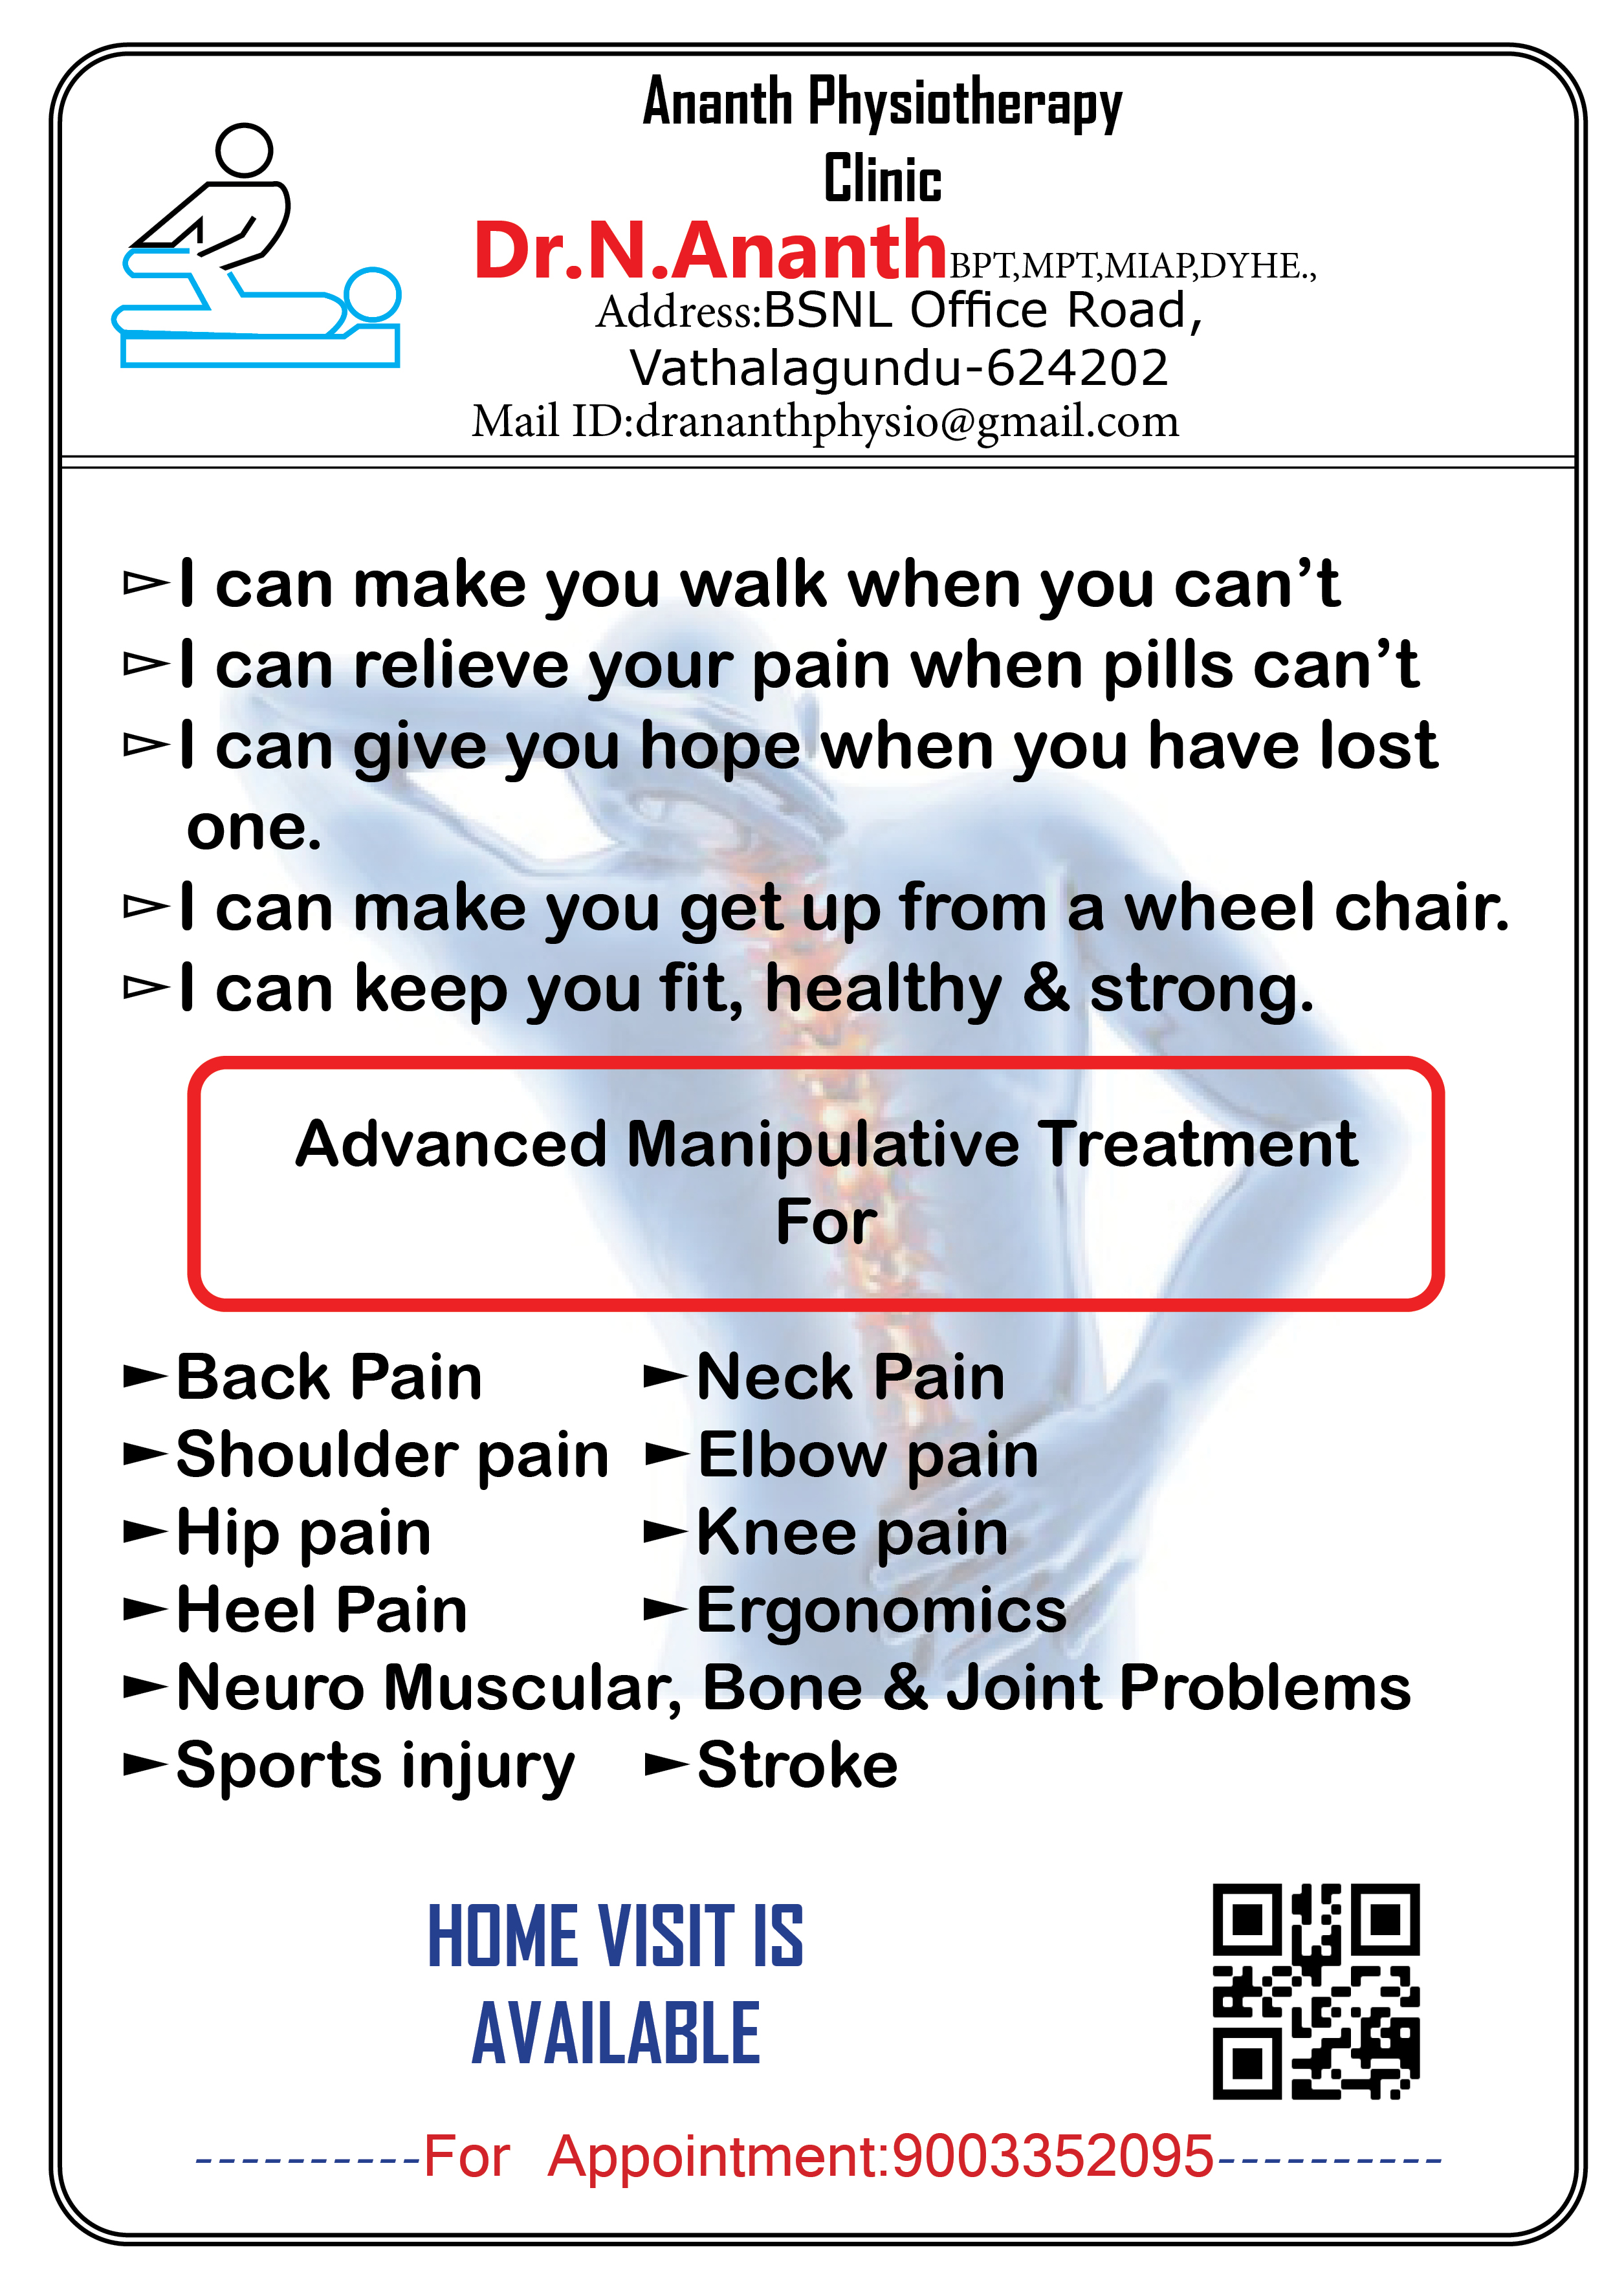 Ananth Physiotherapy
Clinic
Dr.N.Ananth BPT,MPT,MIAP,DYHE.,
Address:BSNL Office Road,
Vathalagundu-624202
Mail ID:drananthphysio@gmail.com
▻I can make you walk when you can’t
▻I can relieve your pain when pills can’t
▻I can give you hope when you have lost
one.
▻I can make you get up from a wheel chair.
▻I can keep you fit, healthy & strong.
Advanced Manipulative Treatment
For
►Back Pain ►Neck Pain
►Shoulder pain ►Elbow pain
►Hip pain ►Knee pain
►Heel Pain ►Ergonomics
►Neuro Muscular, Bone & Joint Problems
►Sports injury ►Stroke
HOME VISIT IS
AVAILABLE
----------For Appointment:9003352095----------